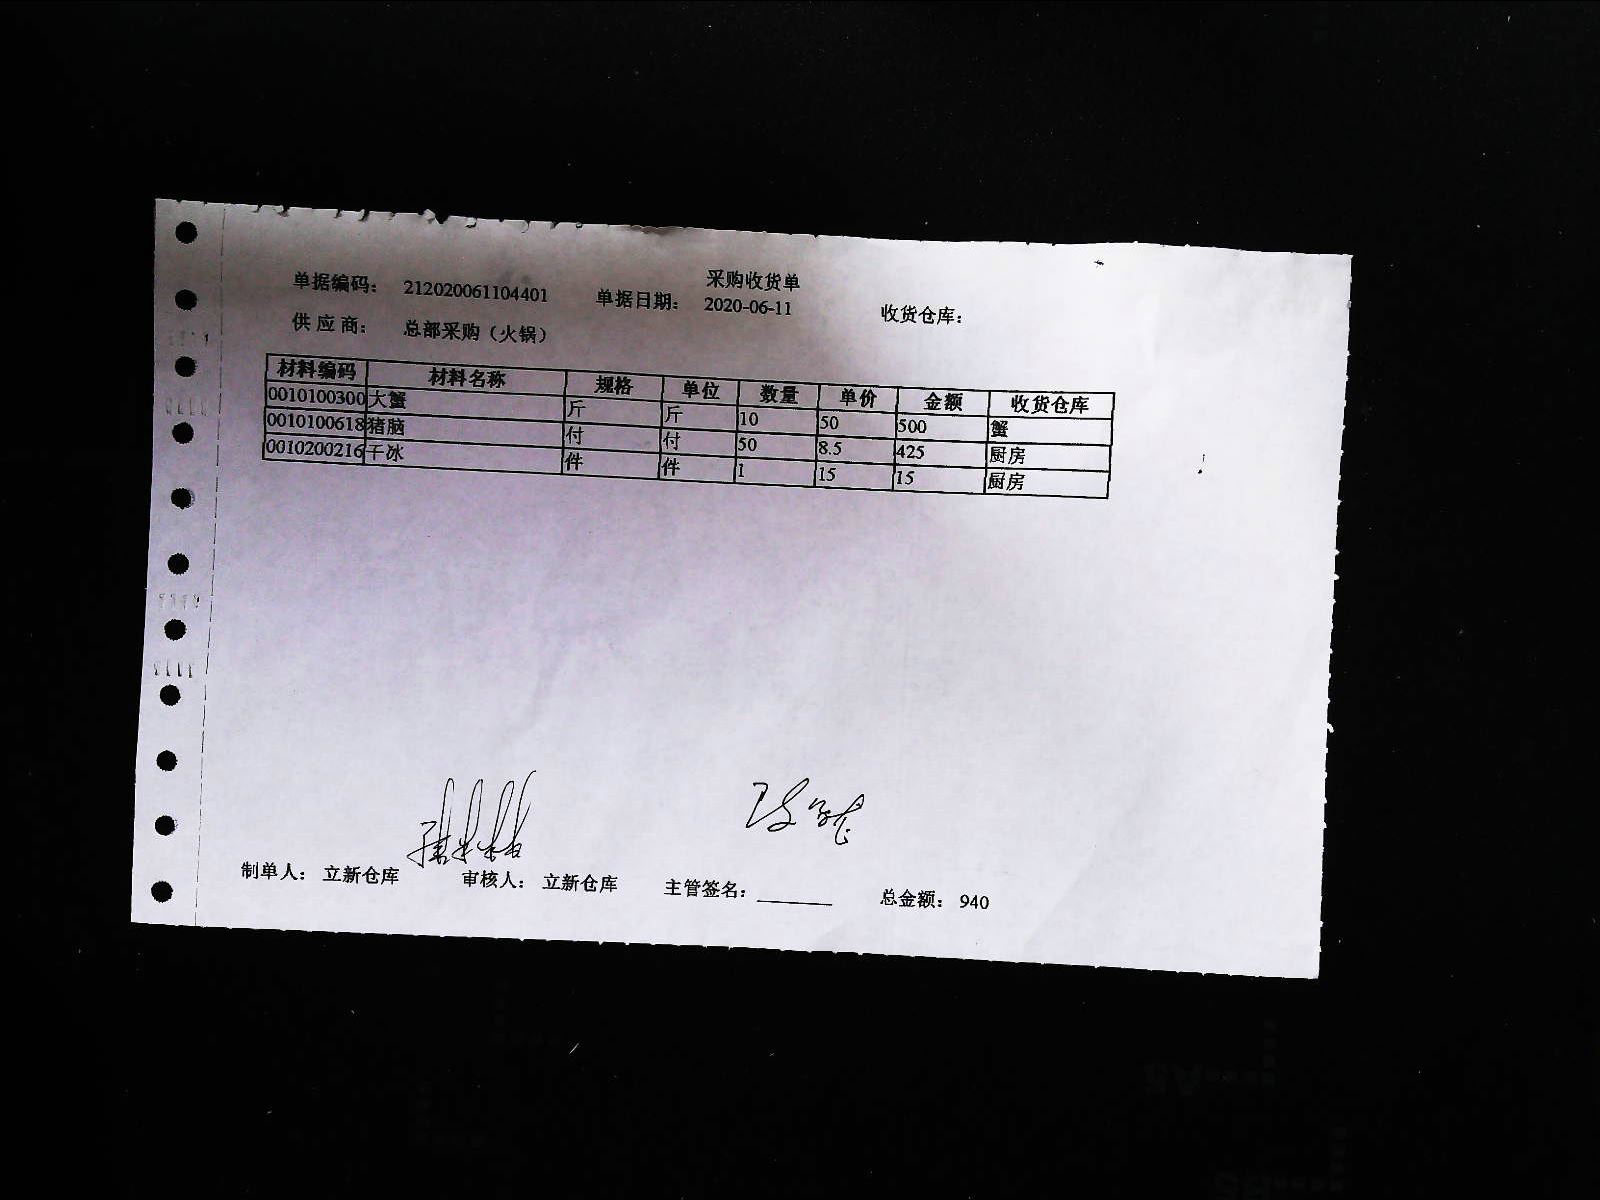 采购收货单
单据编码： 212020061104401 单据日期： 2020-06-11 收货仓库：
供 应 商： 总部采购（火锅）
材料编码 材料名称 规格 单位 数量 单价 金额 收货仓库
0010100300 大蟹 斤 斤 10 50 500 蟹
0010100618 猪脑 付 付 50 8.5 425 厨房
0010200216 干冰 件 件 1 15 15 厨房
制单人： 立新仓库 审核人： 立新仓库 主管签名： 总金额： 940